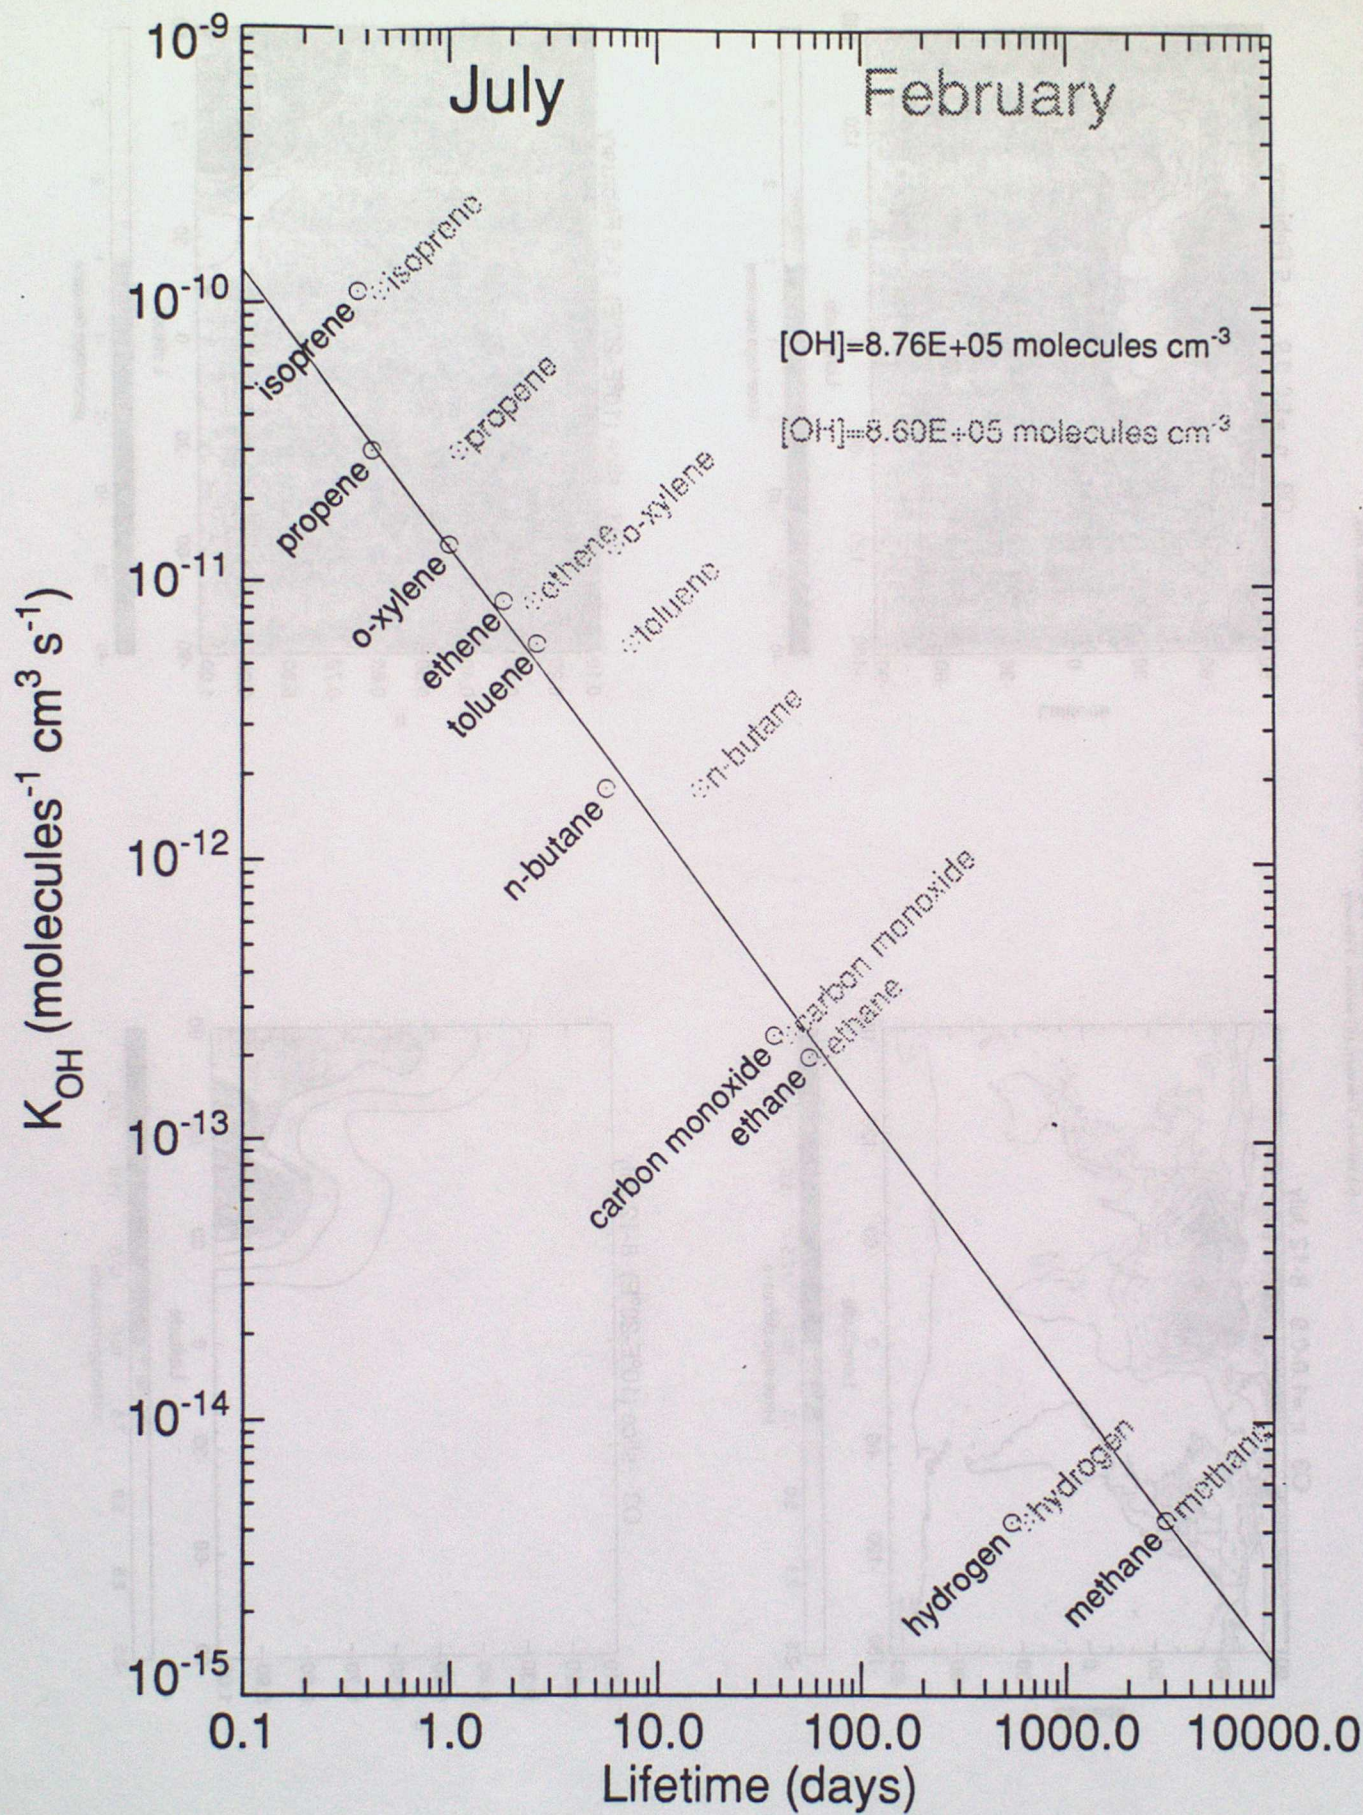 July
February
[OH]=8.76E+05 molecules cm-3
[OH]=8.60E+05 molecules cm-3
10-9
10-10
10-11
10-12
10-13
10-14
10-15
KOH (molecules-1 cm3 s-1)
isoprene
isoprene
propene
propene
o-xylene
o-xylene
ethene
ethene
toluene
toluene
n-butane
n-butane
carbon monoxide
carbon monoxide
ethane
ethane
hydrogen
hydrogen
methane
methane
0.1 1.0 10.0 100.0 1000.0 10000.0
Lifetime (days)